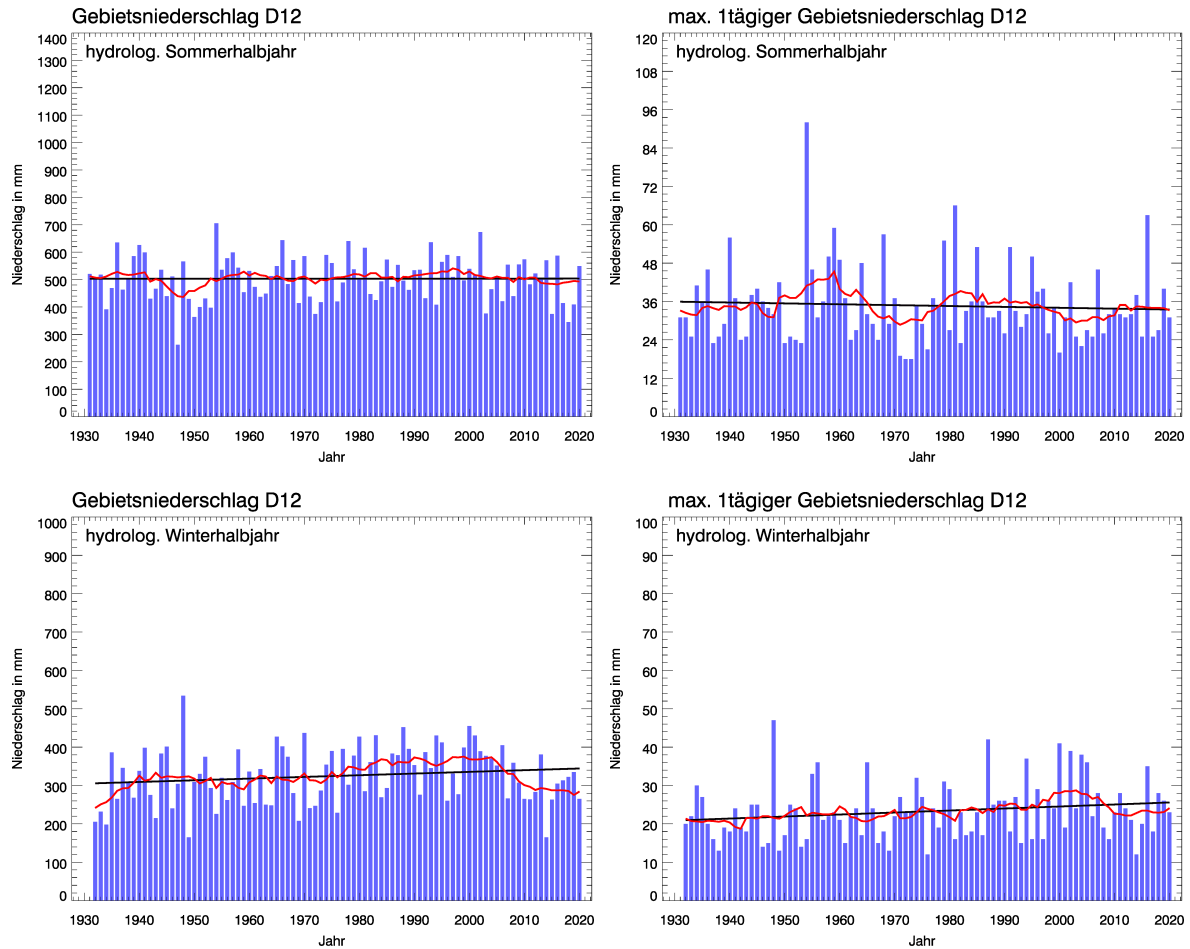 Gebietsniederschlag D12
hydrolog. Sommerhalbjahr
Niederschlag in mm
1400
1300
1200
1100
1000
900
800
700
600
500
400
300
200
100
0
1930 1940 1950 1960 1970 1980 1990 2000 2010 2020
Jahr
max. 1tägiger Gebietsniederschlag D12
hydrolog. Sommerhalbjahr
Niederschlag in mm
120
108
96
84
72
60
48
36
24
12
0
1930 1940 1950 1960 1970 1980 1990 2000 2010 2020
Jahr
Gebietsniederschlag D12
hydrolog. Winterhalbjahr
Niederschlag in mm
1000
900
800
700
600
500
400
300
200
100
0
1930 1940 1950 1960 1970 1980 1990 2000 2010 2020
Jahr
max. 1tägiger Gebietsniederschlag D12
hydrolog. Winterhalbjahr
Niederschlag in mm
100
90
80
70
60
50
40
30
20
10
0
1930 1940 1950 1960 1970 1980 1990 2000 2010 2020
Jahr